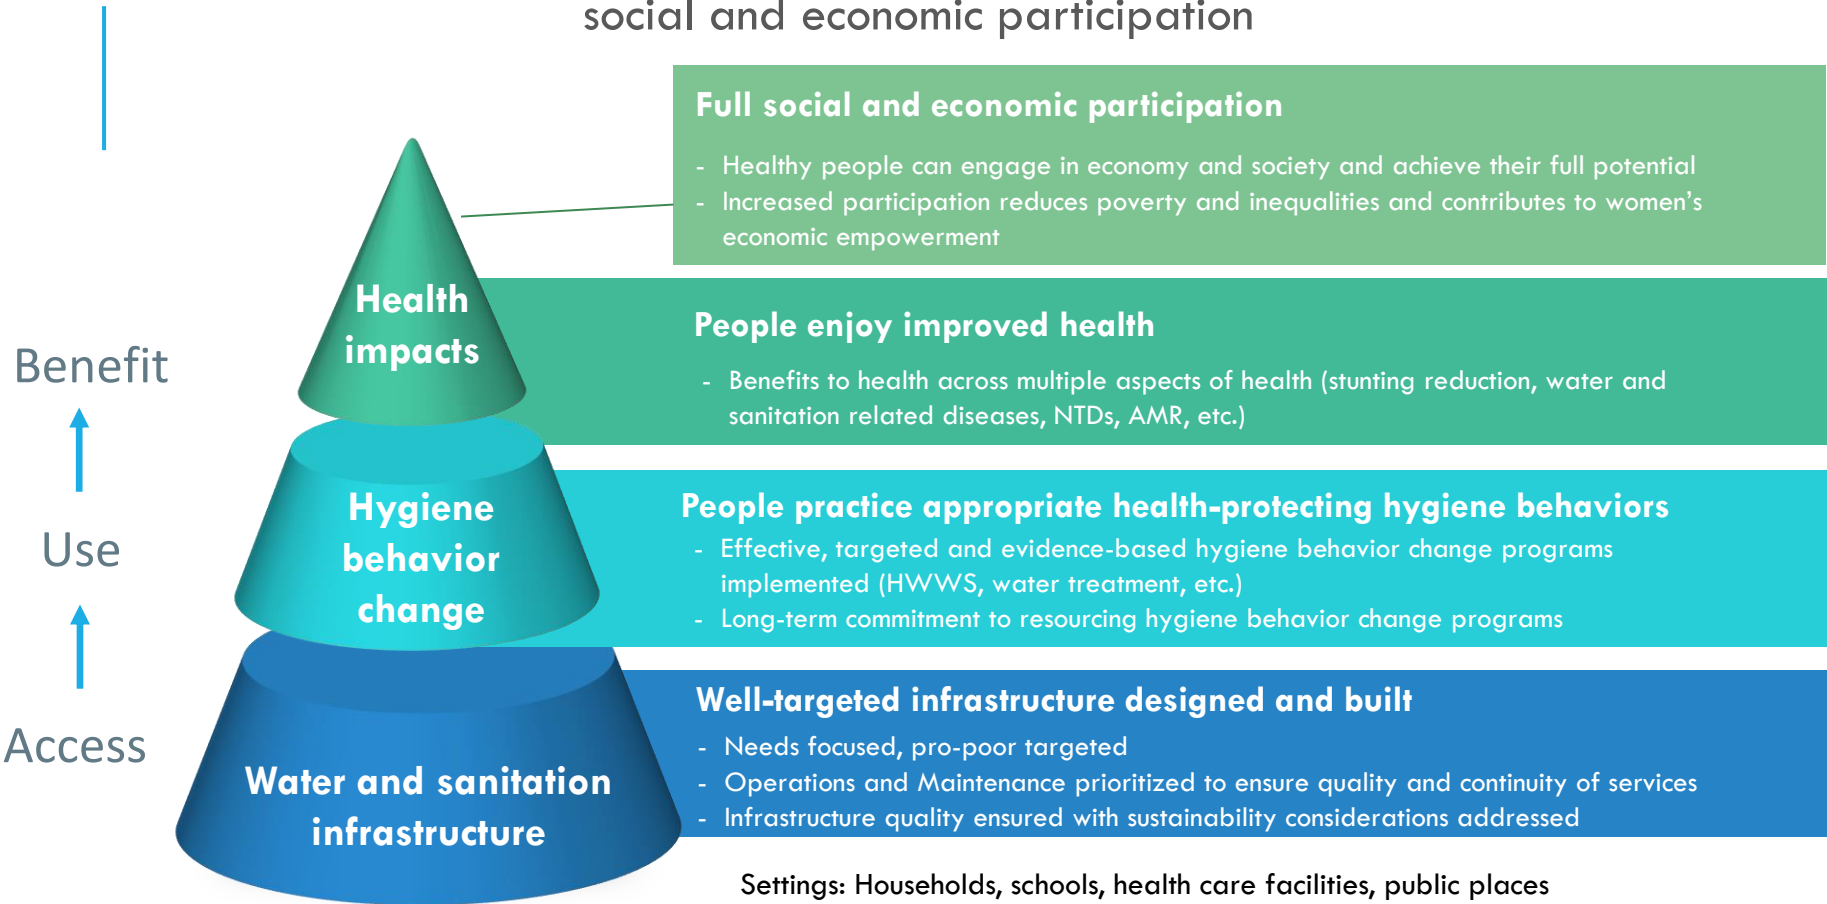 social and economic participation
Full social and economic participation
- Healthy people can engage in economy and society and achieve their full potential
- Increased participation reduces poverty and inequalities and contributes to women’s
economic empowerment
Health
impacts
People enjoy improved health
- Benefits to health across multiple aspects of health (stunting reduction, water and
sanitation related diseases, NTDs, AMR, etc.)
Benefit
Hygiene
behavior
change
People practice appropriate health-protecting hygiene behaviors
- Effective, targeted and evidence-based hygiene behavior change programs
implemented (HWWS, water treatment, etc.)
- Long-term commitment to resourcing hygiene behavior change programs
Use
Water and sanitation
infrastructure
Well-targeted infrastructure designed and built
- Needs focused, pro-poor targeted
- Operations and Maintenance prioritized to ensure quality and continuity of services
- Infrastructure quality ensured with sustainability considerations addressed
Access
Settings: Households, schools, health care facilities, public places